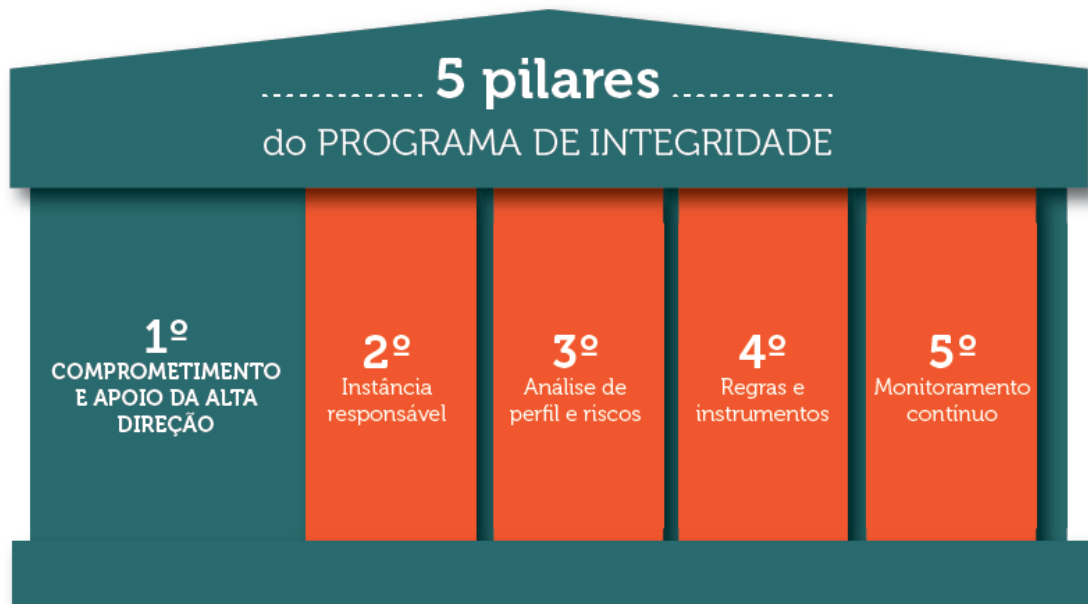 5 pilares
do PROGRAMA DE INTEGRIDADE
1º
COMPROMETIMENTO
E APOIO DA ALTA
DIREÇÃO
2º
Instância
responsável
3º
Análise de
perfil e riscos
4º
Regras e
instrumentos
5º
Monitoramento
contínuo